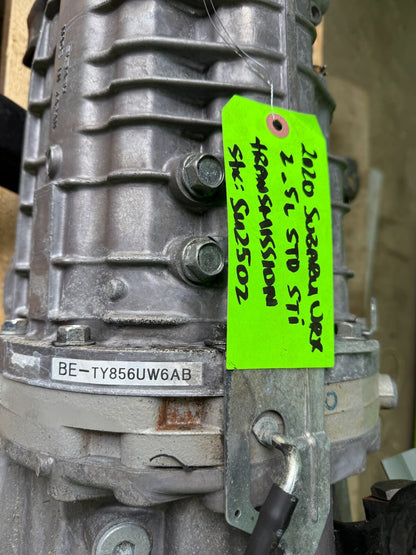 2020 SUBARU WRX
2.5L STD STi
TRANSMISSION
Stk: SU2502
BE-TY856UW6AB